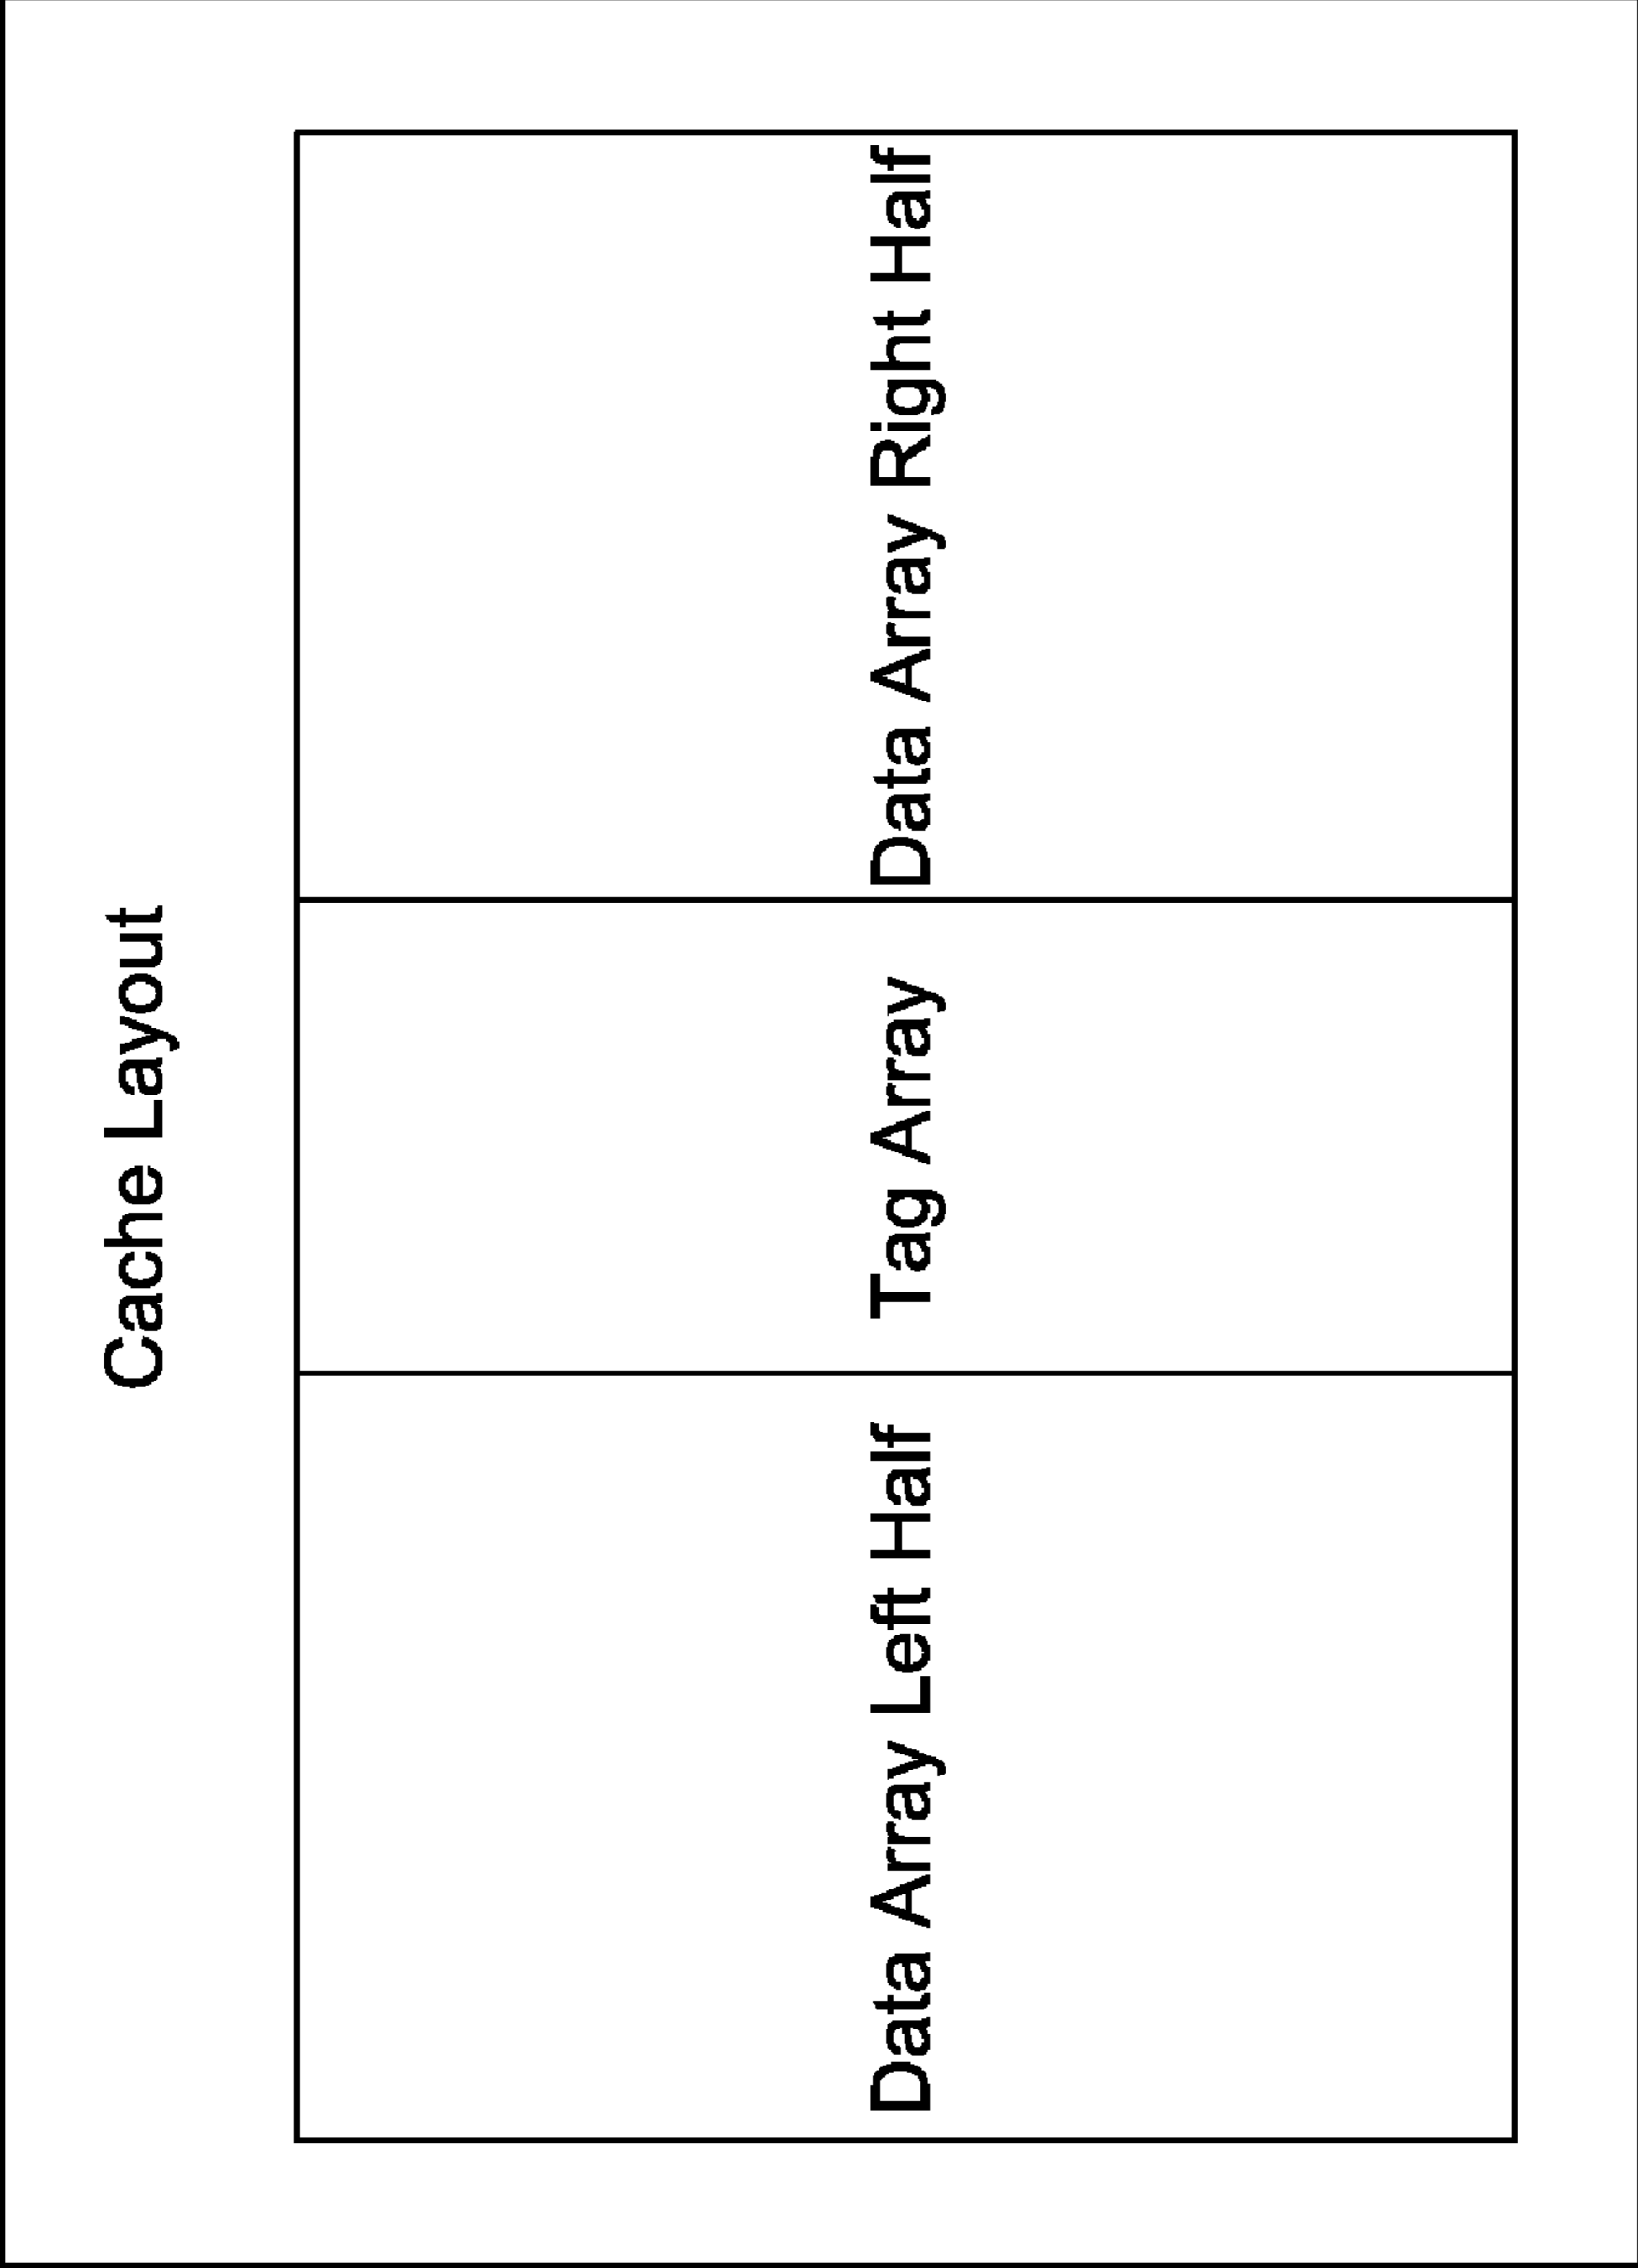 Cache Layout
Data Array Left Half
Tag Array
Data Array Right Half